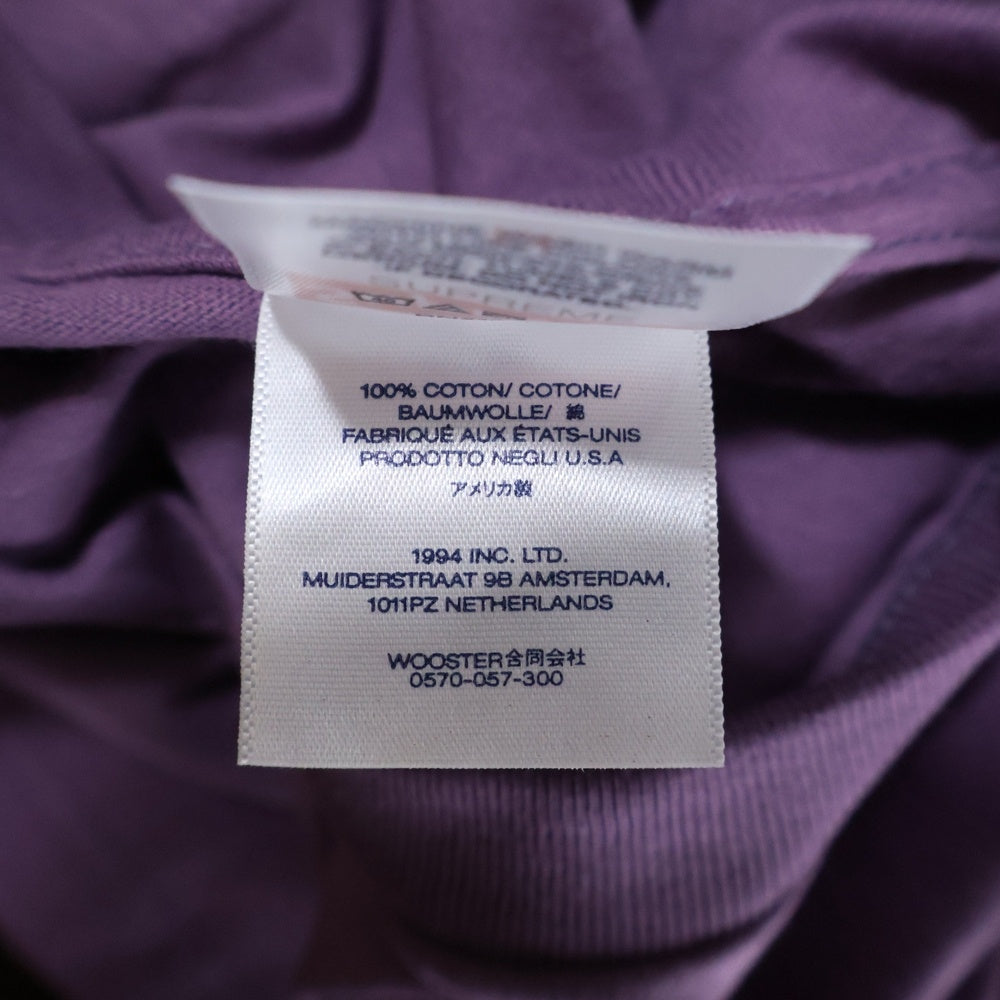 SUPREME
100% COTON/ COTONE/
BAUMWOLLE/ 綿
FABRIQUÉ AUX ÉTATS-UNIS
PRODOTTO NEGLI U.S.A
アメリカ製
1994 INC. LTD.
MUIDERSTRAAT 9B AMSTERDAM,
1011PZ NETHERLANDS
WOOSTER合同会社
0570-057-300